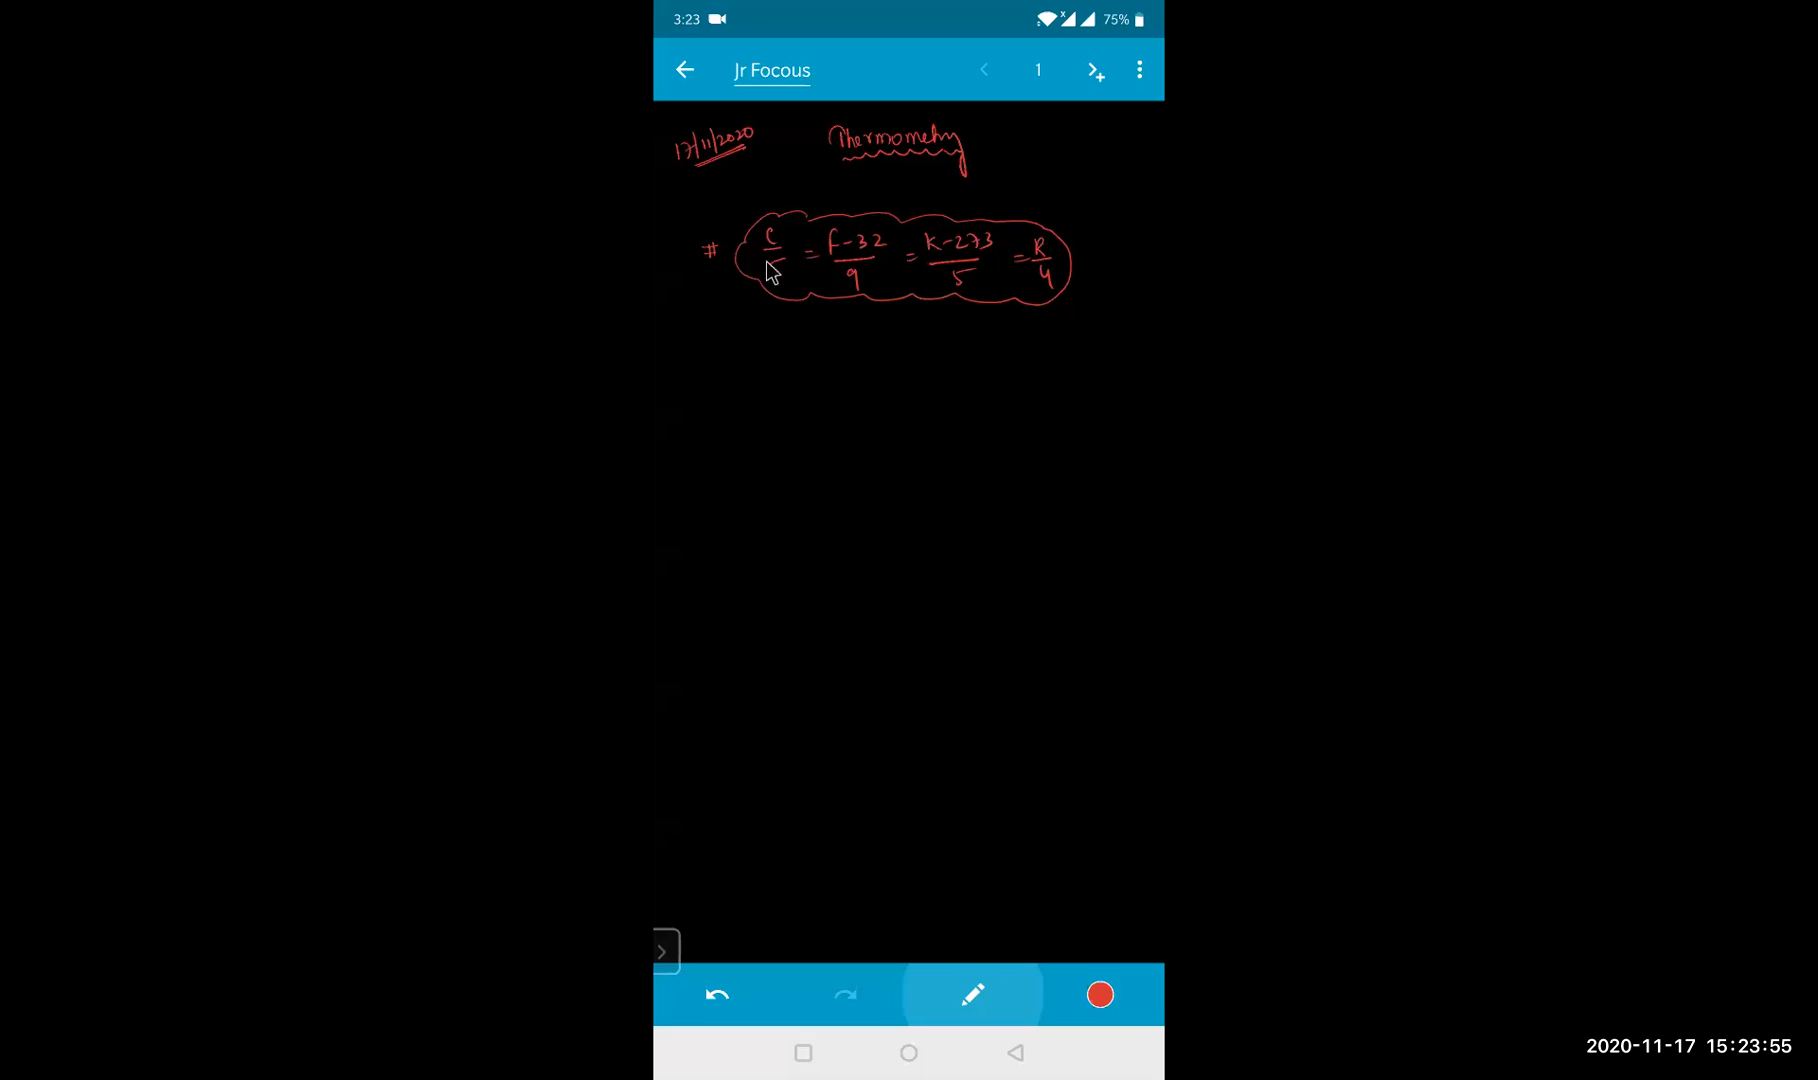 3:23 75%
Jr Focous 1
17/11/2020 Thermometry
# C/5 = F-32/9 = K-273/5 = R/4
2020-11-17 15:23:55